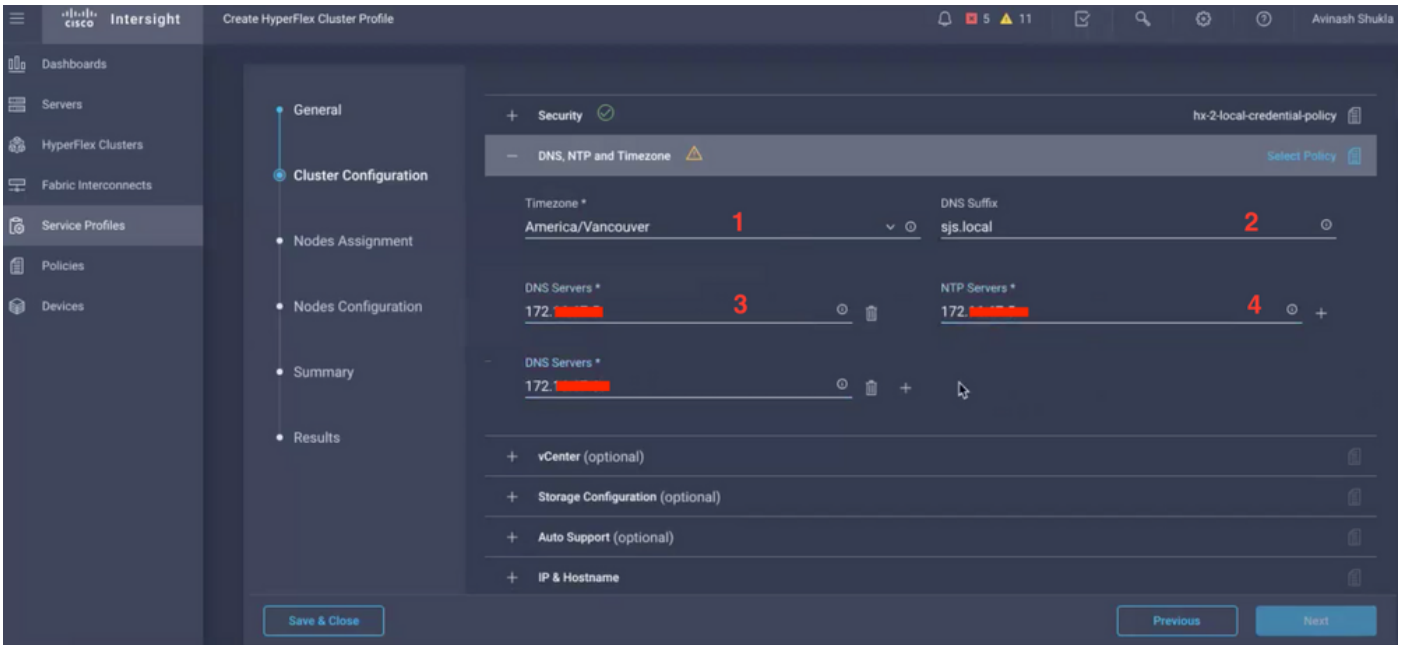 cisco Intersight
Create HyperFlex Cluster Profile
5 11
Avinash Shukla
Dashboards
Servers
HyperFlex Clusters
Fabric Interconnects
Service Profiles
Policies
Devices
General
Cluster Configuration
Nodes Assignment
Nodes Configuration
Summary
Results
+ Security hx-2-local-credential-policy
− DNS, NTP and Timezone Select Policy
Timezone * DNS Suffix
America/Vancouver 1 sjs.local 2
DNS Servers * NTP Servers *
172. 3 172. 4 +
DNS Servers *
172.1 +
+ vCenter (optional)
+ Storage Configuration (optional)
+ Auto Support (optional)
+ IP & Hostname
Save & Close Previous Next